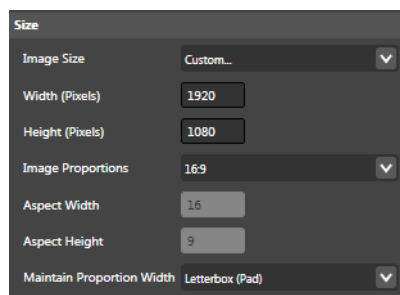 Size
Image Size Custom...
Width (Pixels) 1920
Height (Pixels) 1080
Image Proportions 16:9
Aspect Width 16
Aspect Height 9
Maintain Proportion Width Letterbox (Pad)